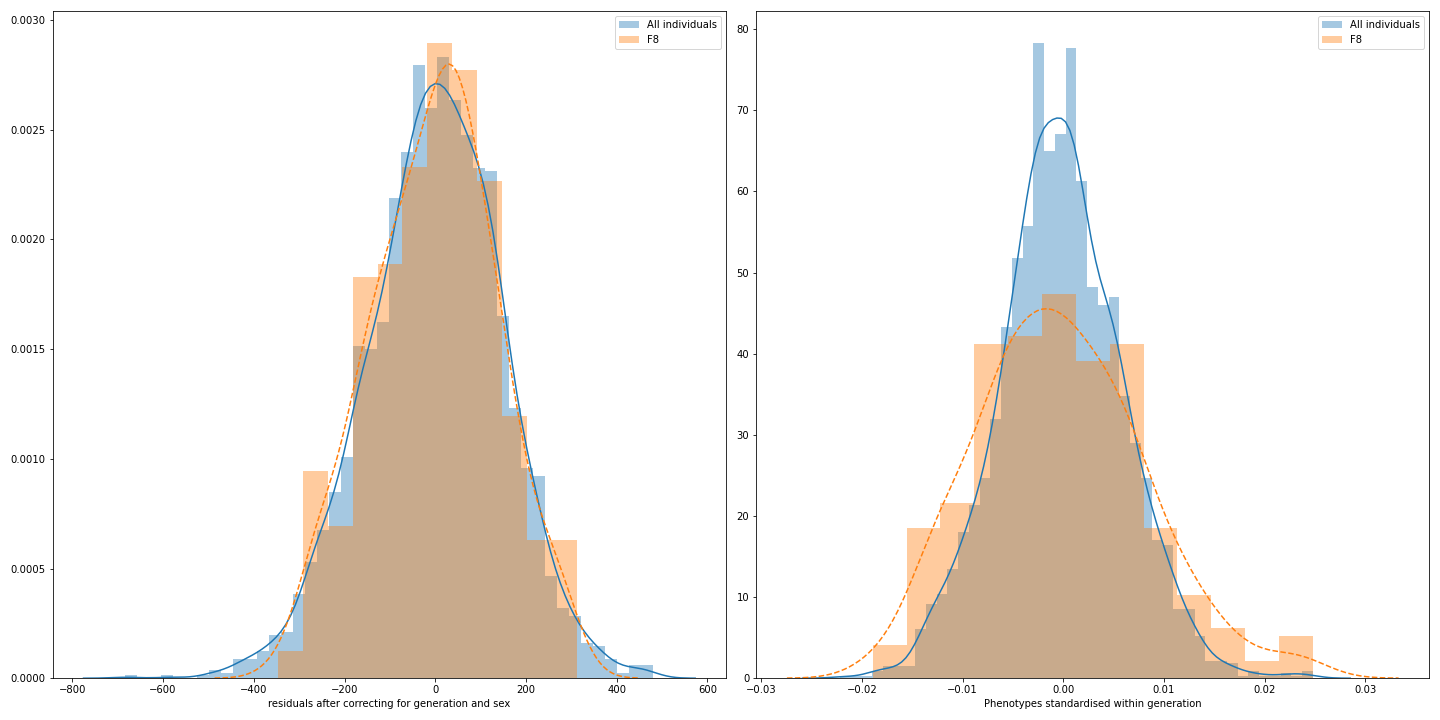 0.0030
0.0025
0.0020
0.0015
0.0010
0.0005
0.0000
−800 −600 −400 −200 0 200 400 600
residuals after correcting for generation and sex
All individuals
F8
80
70
60
50
40
30
20
10
0
−0.03 −0.02 −0.01 0.00 0.01 0.02 0.03
Phenotypes standardised within generation
All individuals
F8